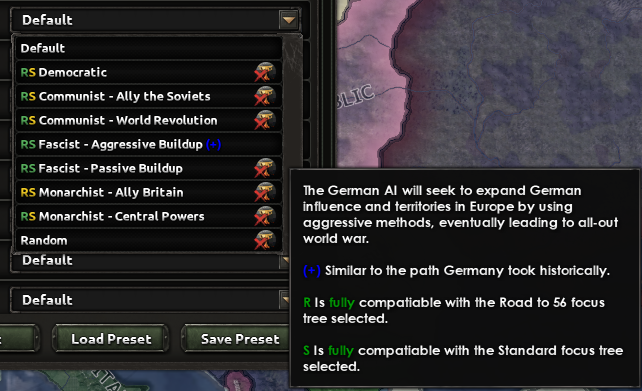 Default
Default
RS Democratic
RS Communist - Ally the Soviets
RS Communist - World Revolution
RS Fascist - Aggressive Buildup (+)
RS Fascist - Passive Buildup
RS Monarchist - Ally Britain
RS Monarchist - Central Powers
Random
Default
Default
Load Preset
Save Preset
The German AI will seek to expand German
influence and territories in Europe by using
aggressive methods, eventually leading to all-out
world war.
(+) Similar to the path Germany took historically.
R Is fully compatiable with the Road to 56 focus
tree selected.
S Is fully compatiable with the Standard focus tree
selected.